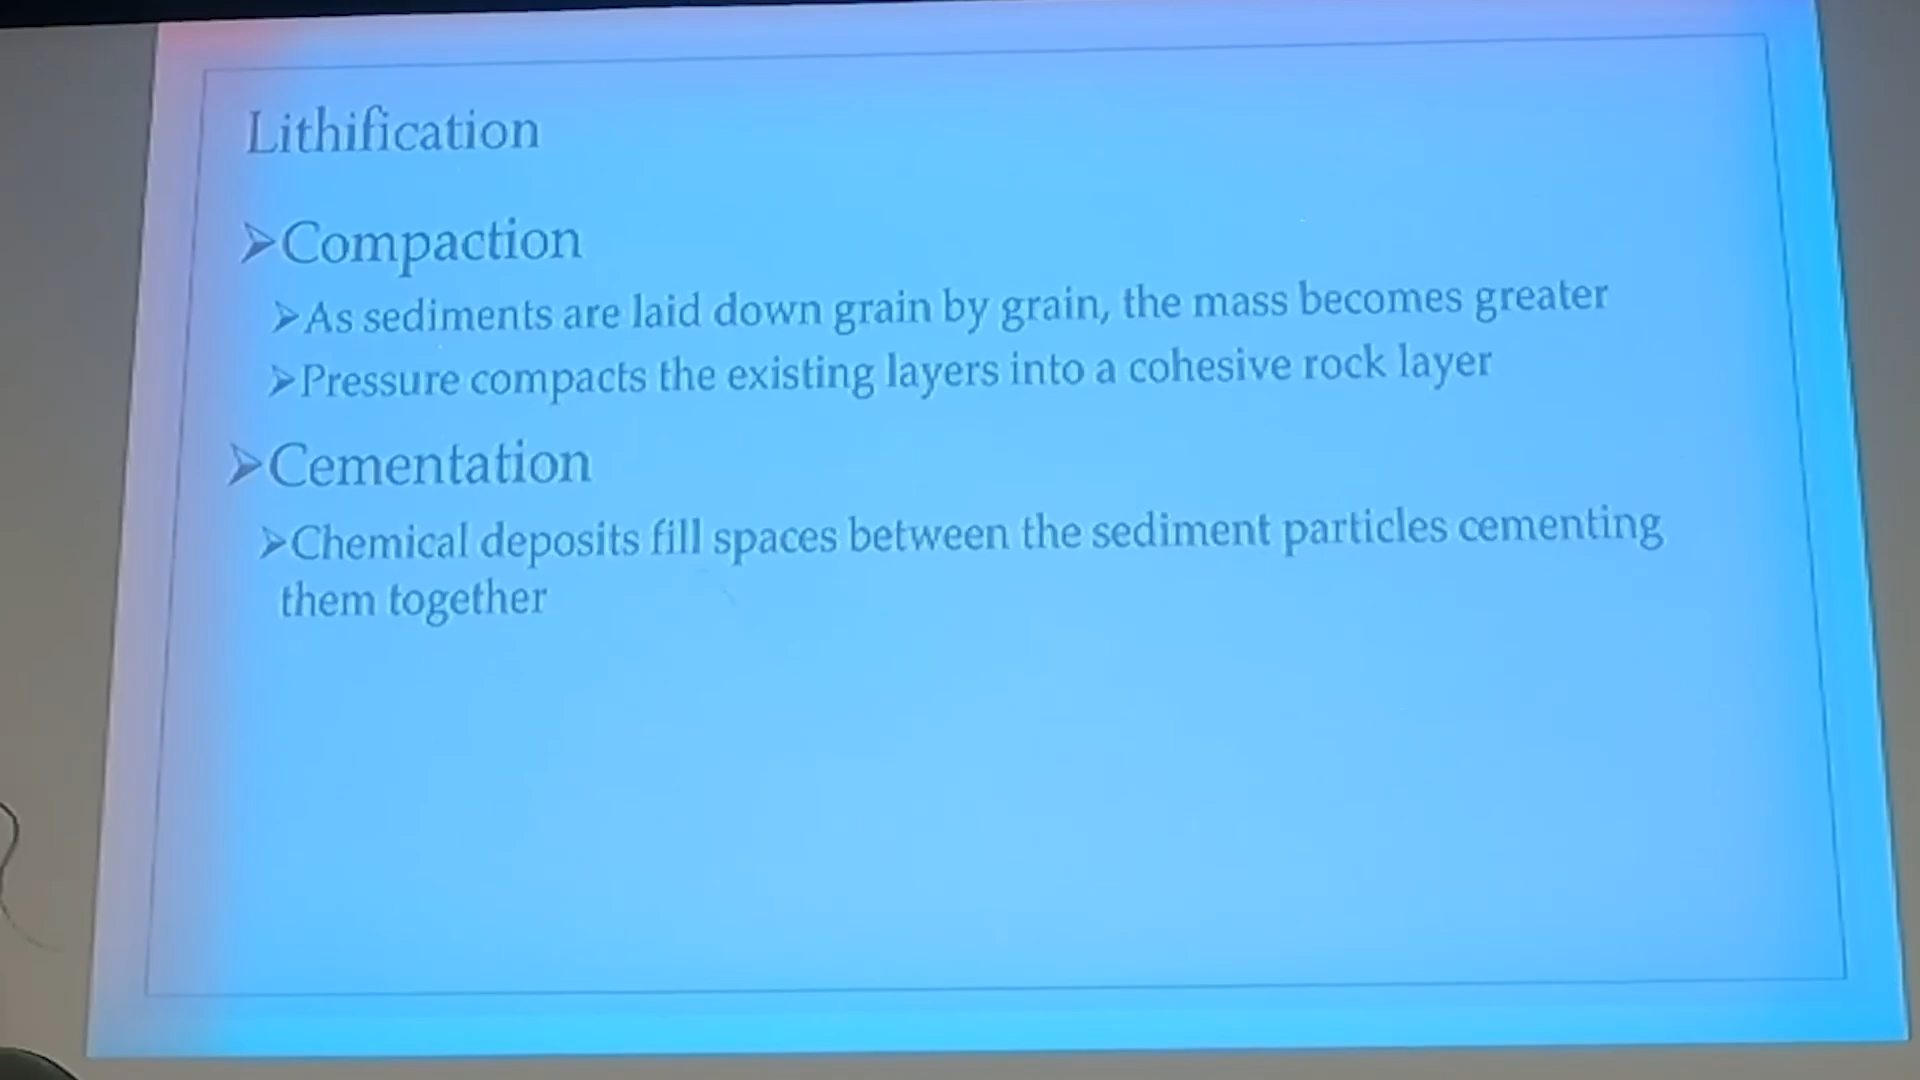 Lithification
➢Compaction
➢As sediments are laid down grain by grain, the mass becomes greater
➢Pressure compacts the existing layers into a cohesive rock layer
➢Cementation
➢Chemical deposits fill spaces between the sediment particles cementing
them together